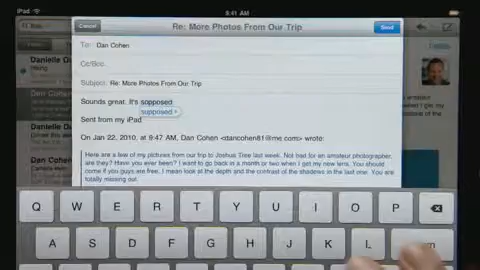 iPad
9:41 AM
Cancel
Re: More Photos From Our Trip
Send
To: Dan Cohen
Cc/Bcc:
Subject: Re: More Photos From Our Trip
Sounds great. It's supposed
supposed ×
Sent from my iPad
On Jan 22, 2010, at 9:47 AM, Dan Cohen <dancohen81@me.com> wrote:
Here are a few of my pictures from our trip to Joshua Tree last week. Not bad for an amateur photographer,
are they? Have you ever been? I want to go back in a month or two when I get my new lens. You should
come if you guys are free. I mean look at the depth and the contrast of the shadows in the last one. You are
totally missing out.
Q W E R T Y U I O P
A S D F G H J K L